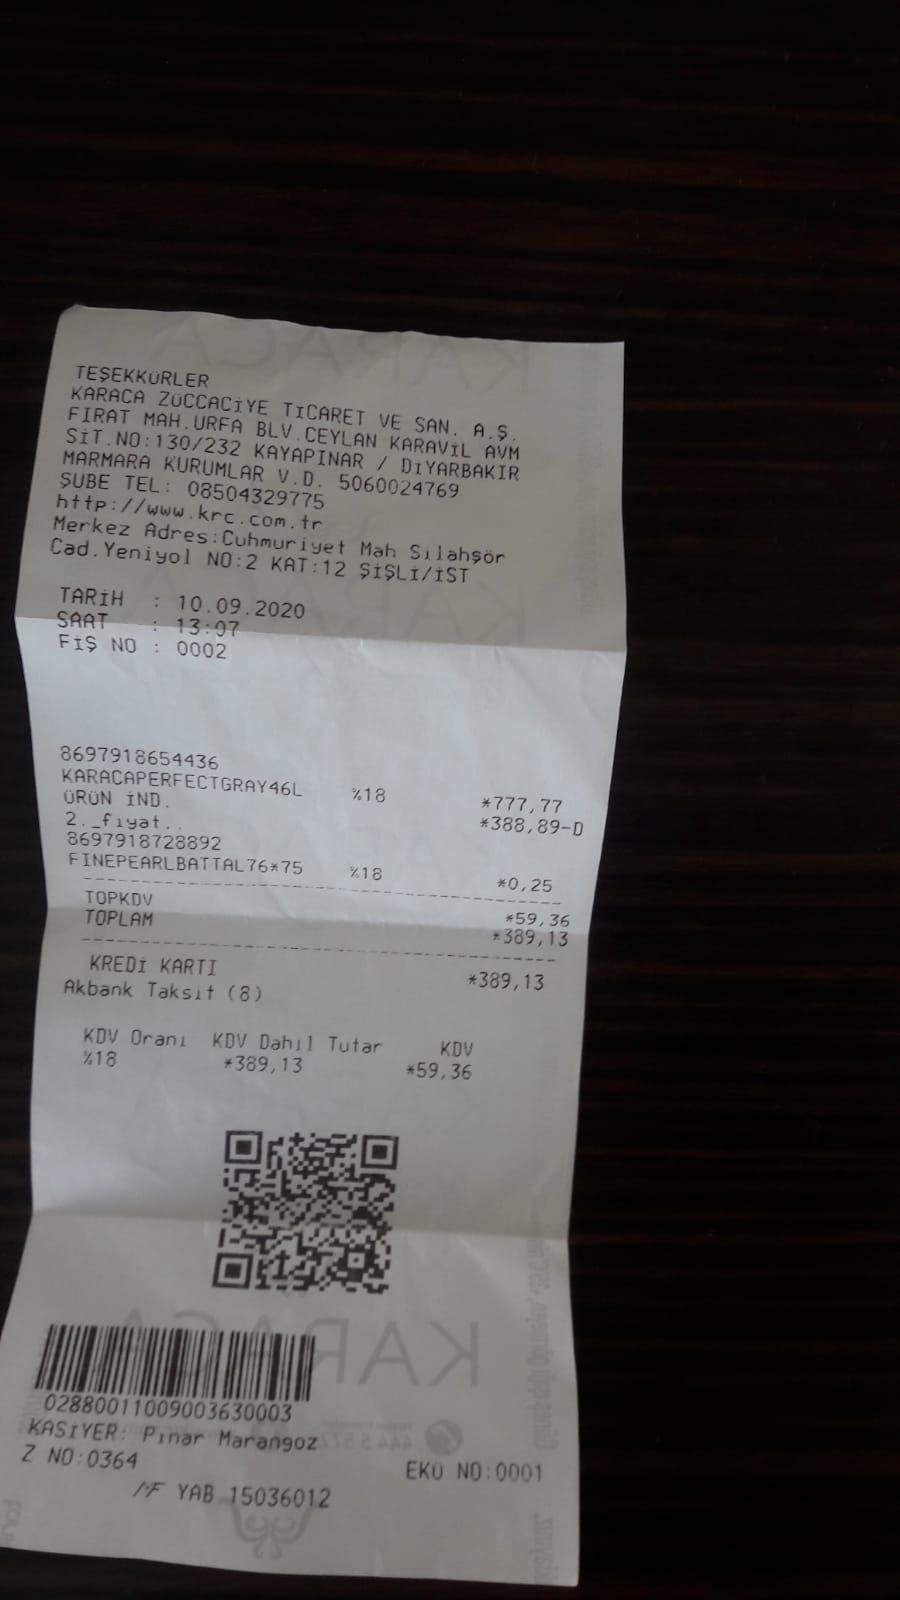 TEŞEKKÜRLER
KARACA ZÜCCACİYE TİCARET VE SAN. A.Ş.
FIRAT MAH.URFA BLV.CEYLAN KARAVİL AVM
SİT.NO:130/232 KAYAPINAR / DİYARBAKIR
MARMARA KURUMLAR V.D. 5060024769
ŞUBE TEL: 08504329775
http://www.krc.com.tr
Merkez Adres:Cuhmuriyet Mah Sılahşör
Cad.Yeniyol NO:2 KAT:12 ŞİŞLİ/İST
TARİH : 10.09.2020
SAAT : 13:07
FİŞ NO : 0002
8697918654436
KARACAPERFECTGRAY46L %18 *777,77
ÜRÜN İND. *388,89-D
2._fiyat..
8697918728892
FINEPEARLBATTAL76*75 %18 *0,25
TOPKDV *59,36
TOPLAM *389,13
KREDİ KARTI *389,13
Akbank Taksit (8)
KDV Oranı KDV Dahil Tutar KDV
%18 *389,13 *59,36
KARACA
02880011009003630003
KASİYER: Pınar Marangoz
Z NO:0364 EKÜ NO:0001
MF YAB 15036012